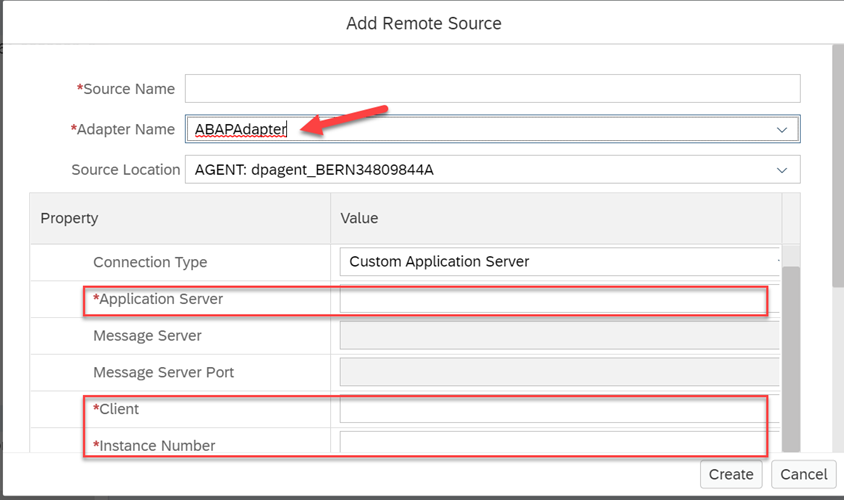 Add Remote Source
*Source Name
*Adapter Name ABAPAdapter
Source Location AGENT: dpagent_BERN34809844A
Property Value
Connection Type Custom Application Server
*Application Server
Message Server
Message Server Port
*Client
*Instance Number
Create Cancel